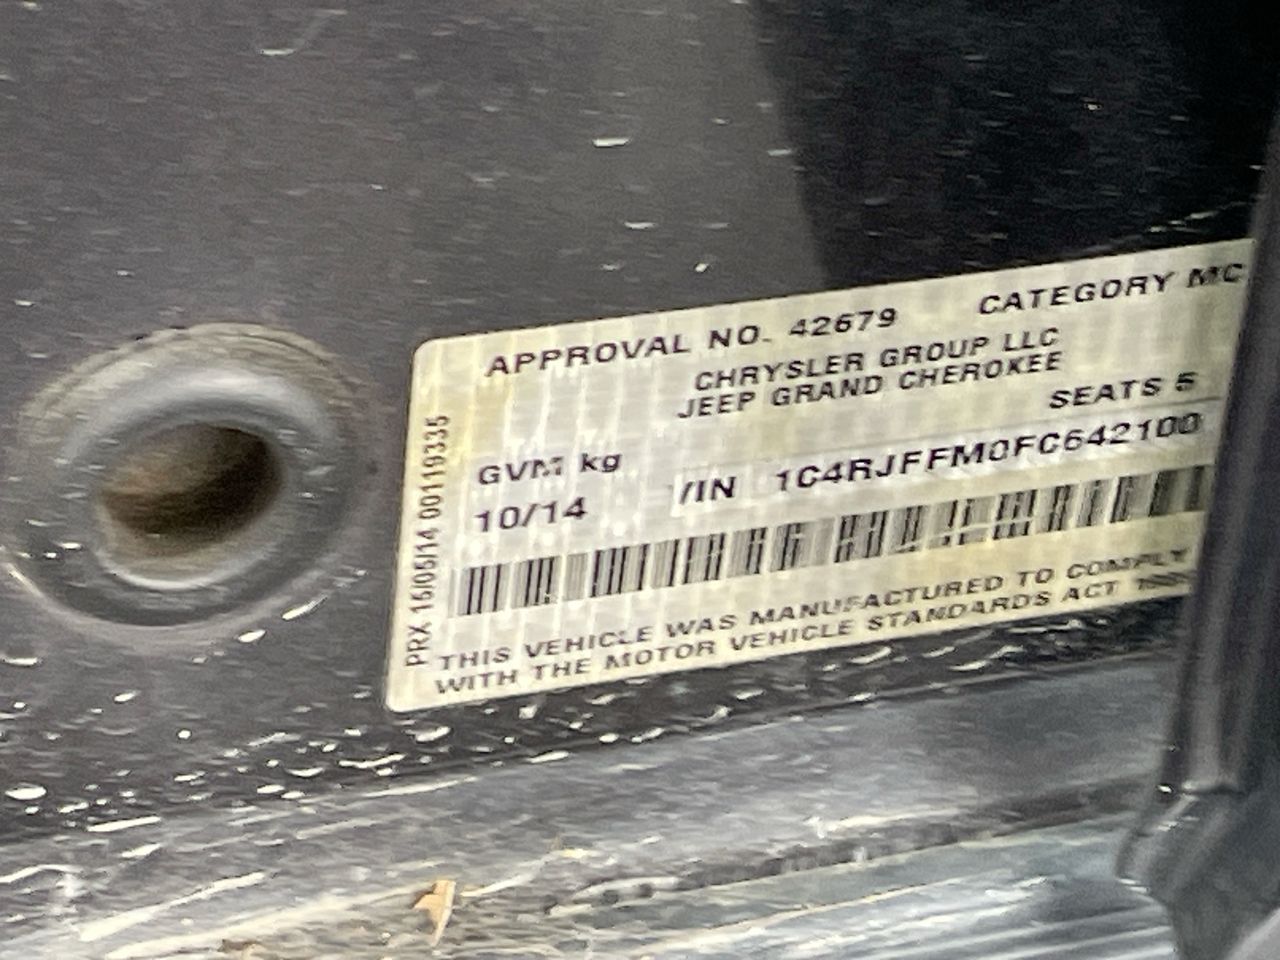 APPROVAL NO. 42679 CATEGORY MC
CHRYSLER GROUP LLC
JEEP GRAND CHEROKEE
SEATS 5
GVM kg
10/14 /IN 1C4RJFFM0FC642100
THIS VEHICLE WAS MANUFACTURED TO COMPLY
WITH THE MOTOR VEHICLE STANDARDS ACT
PRX 16/05/14 00119335